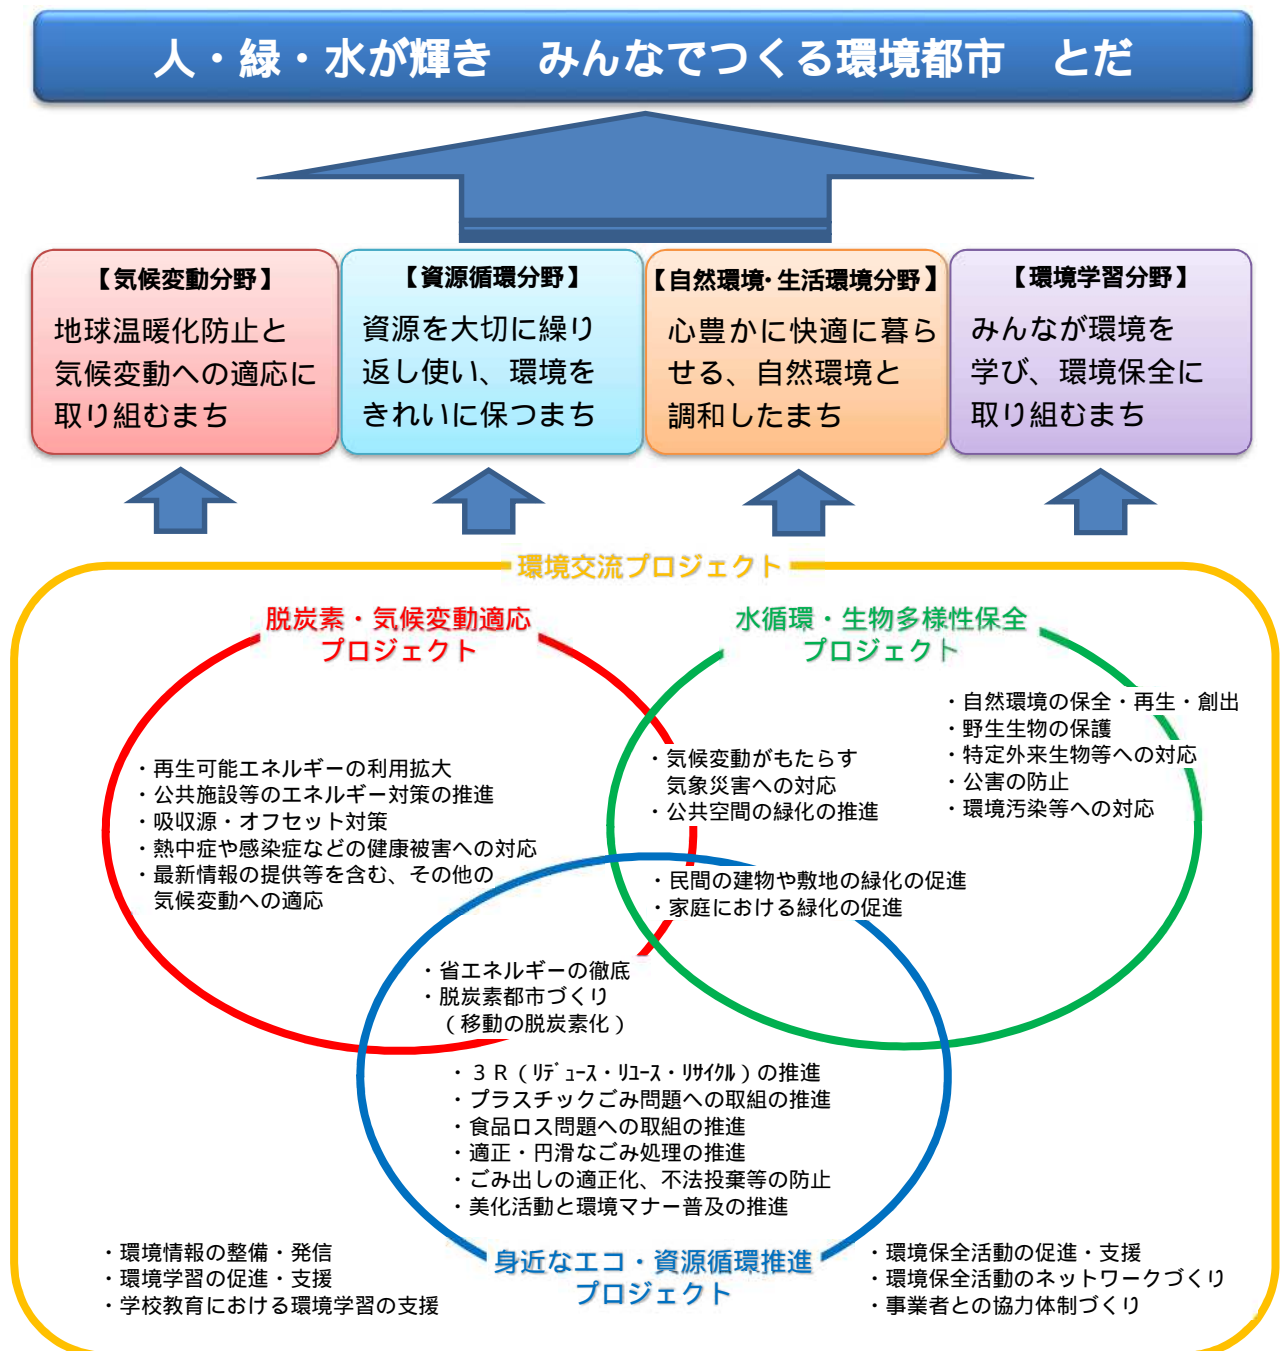 人・緑・水が輝き　みんなでつくる環境都市　とだ
【気候変動分野】
地球温暖化防止と
気候変動への適応に
取り組むまち
【資源循環分野】
資源を大切に繰り
返し使い、環境を
きれいに保つまち
【自然環境・生活環境分野】
心豊かに快適に暮ら
せる、自然環境と
調和したまち
【環境学習分野】
みんなが環境を
学び、環境保全に
取り組むまち
環境交流プロジェクト
脱炭素・気候変動適応
プロジェクト
水循環・生物多様性保全
プロジェクト
・自然環境の保全・再生・創出
・野生生物の保護
・特定外来生物等への対応
・公害の防止
・環境汚染等への対応
・気候変動がもたらす
気象災害への対応
・公共空間の緑化の推進
・再生可能エネルギーの利用拡大
・公共施設等のエネルギー対策の推進
・吸収源・オフセット対策
・熱中症や感染症などの健康被害への対応
・最新情報の提供等を含む、その他の
気候変動への適応
・民間の建物や敷地の緑化の促進
・家庭における緑化の促進
・省エネルギーの徹底
・脱炭素都市づくり
（移動の脱炭素化）
・３Ｒ（ﾘﾃﾞｭｰｽ・ﾘﾕｰｽ・ﾘｻｲｸﾙ）の推進
・プラスチックごみ問題への取組の推進
・食品ロス問題への取組の推進
・適正・円滑なごみ処理の推進
・ごみ出しの適正化、不法投棄等の防止
・美化活動と環境マナー普及の推進
身近なエコ・資源循環推進
プロジェクト
・環境情報の整備・発信
・環境学習の促進・支援
・学校教育における環境学習の支援
・環境保全活動の促進・支援
・環境保全活動のネットワークづくり
・事業者との協力体制づくり